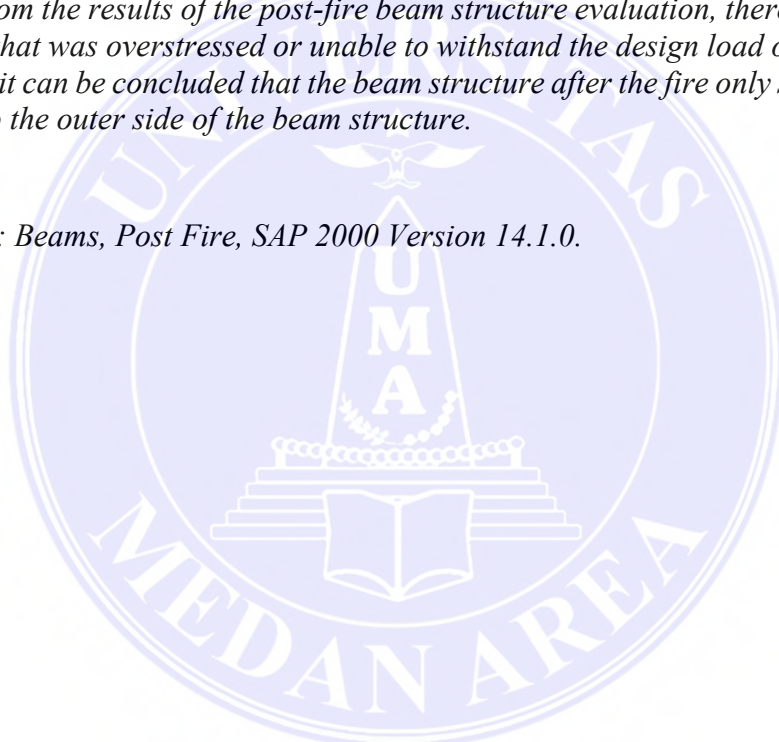 om the results of the post-fire beam structure evaluation, ther
hat was overstressed or unable to withstand the design load o
it can be concluded that the beam structure after the fire only
the outer side of the beam structure.
: Beams, Post Fire, SAP 2000 Version 14.1.0.
UNIVERSITAS
U
M
A
MEDAN AREA